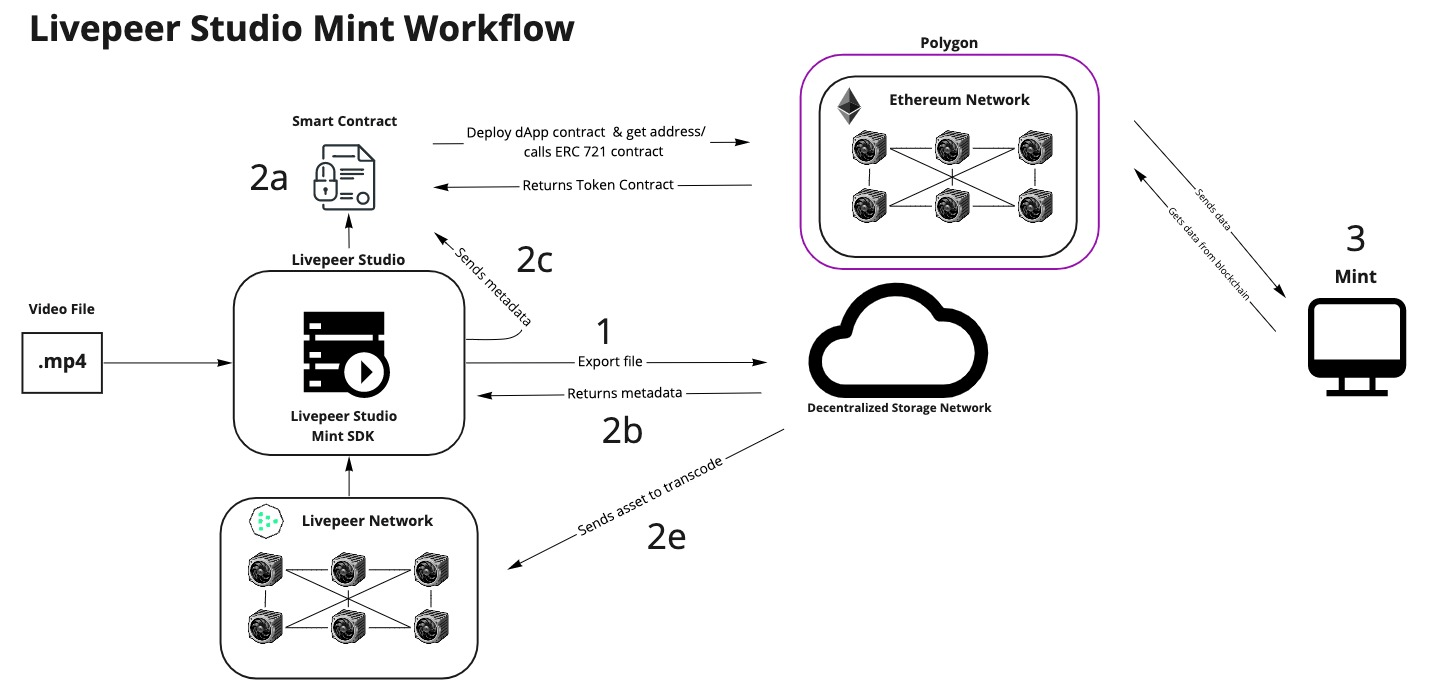 Livepeer Studio Mint Workflow
Polygon
Ethereum Network
Smart Contract
2a
Deploy dApp contract & get address/
calls ERC 721 contract
Returns Token Contract
Sends data
Gets data from blockchain
3
Mint
Livepeer Studio
2c
Sends metadata
Video File
.mp4
1
Export file
Returns metadata
2b
Livepeer Studio
Mint SDK
Decentralized Storage Network
Sends asset to transcode
2e
Livepeer Network